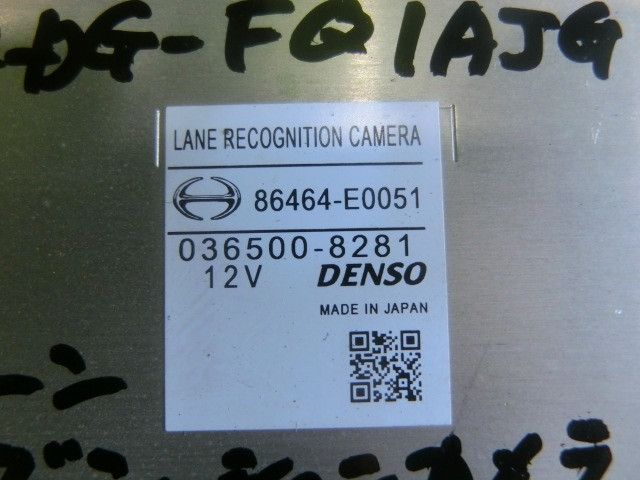 DG-FQ1AJG
LANE RECOGNITION CAMERA
86464-E0051
036500-8281
12V DENSO
MADE IN JAPAN